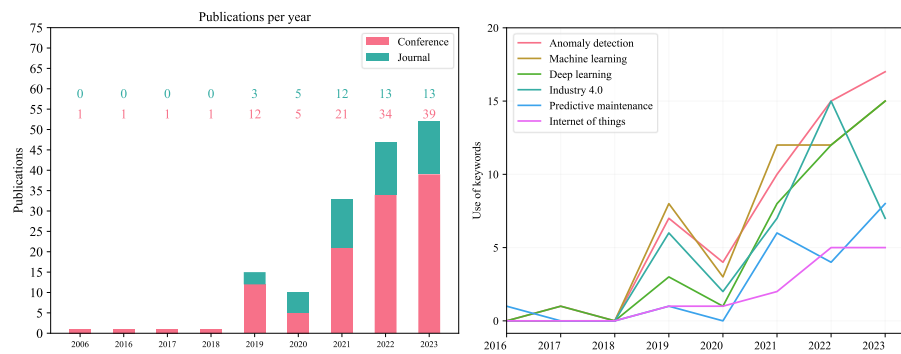 Publications per year
Publications
75
70
65
60
55
50
45
40
35
30
25
20
15
10
5
0
Conference
Journal
0 0 0 0 3 5 12 13 13
1 1 1 1 12 5 21 34 39
2006 2016 2017 2018 2019 2020 2021 2022 2023
Use of keywords
20
15
10
5
0
Anomaly detection
Machine learning
Deep learning
Industry 4.0
Predictive maintenance
Internet of things
2016 2017 2018 2019 2020 2021 2022 2023